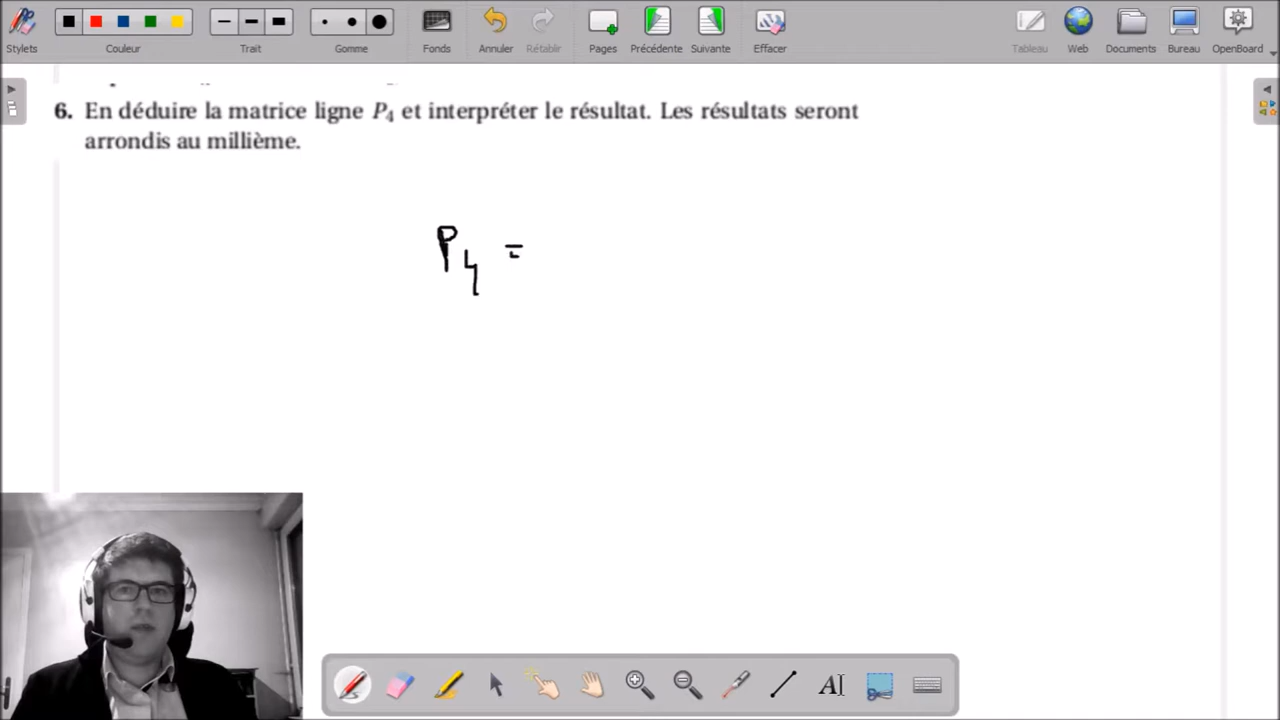 Stylets
Couleur
Trait
Gomme
Fonds
Annuler
Rétablir
Pages
Précédente
Suivante
Effacer
Tableau
Web
Documents
Bureau
OpenBoard
6. En déduire la matrice ligne P₄ et interpréter le résultat. Les résultats seront
arrondis au millième.
P₄ =
AI